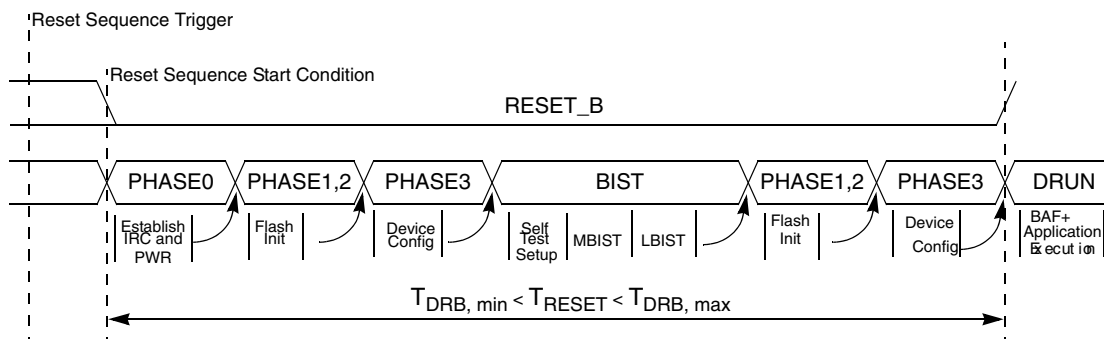 Reset Sequence Trigger
Reset Sequence Start Condition
RESET_B
PHASE0 PHASE1,2 PHASE3 BIST PHASE1,2 PHASE3 DRUN
Establish
IRC and
PWR
Flash
Init
Device
Config
Self
Test
Setup
MBIST
LBIST
Flash
Init
Device
Config
BAF+
Application
Execution
TDRB, min < TRESET < TDRB, max